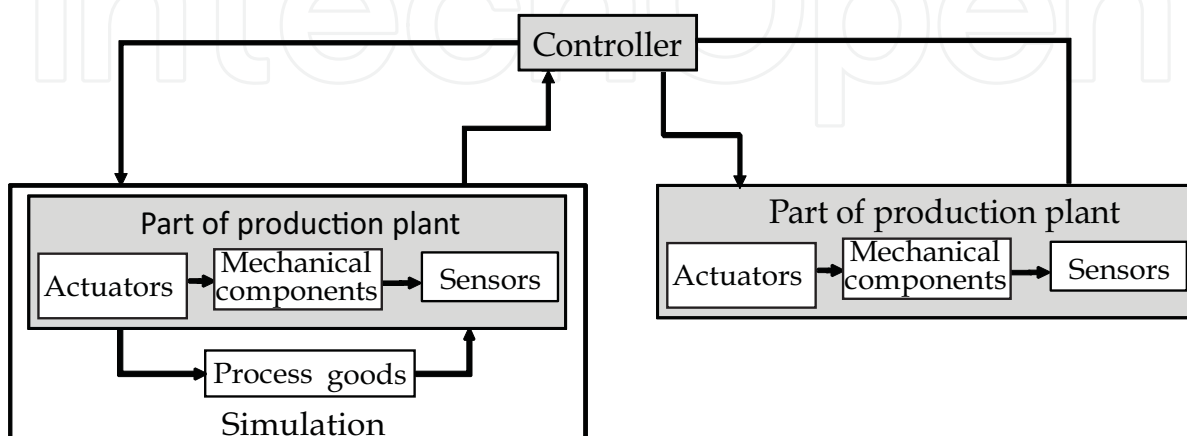 IntechOpen
Controller
Part of production plant
Actuators
Mechanical
components
Sensors
Process goods
Simulation
Part of production plant
Actuators
Mechanical
components
Sensors